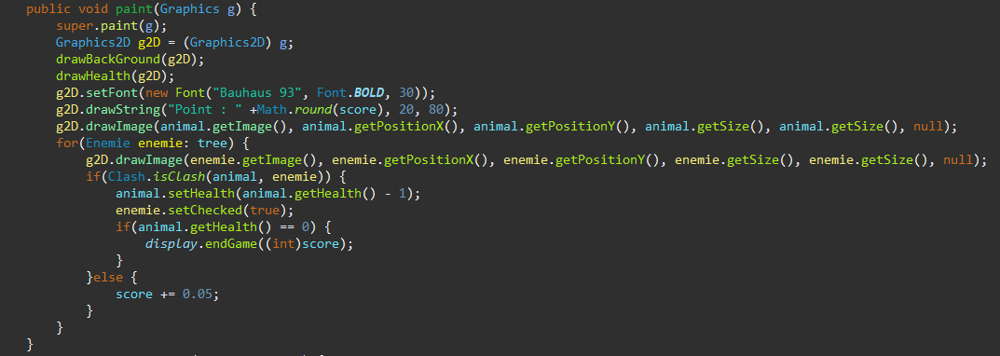 public void paint(Graphics g) {
super.paint(g);
Graphics2D g2D = (Graphics2D) g;
drawBackGround(g2D);
drawHealth(g2D);
g2D.setFont(new Font("Bauhaus 93", Font.BOLD, 30));
g2D.drawString("Point : " +Math.round(score), 20, 80);
g2D.drawImage(animal.getImage(), animal.getPositionX(), animal.getPositionY(), animal.getSize(), animal.getSize(), null);
for(Enemie enemie: tree) {
g2D.drawImage(enemie.getImage(), enemie.getPositionX(), enemie.getPositionY(), enemie.getSize(), enemie.getSize(), null);
if(Clash.isClash(animal, enemie)) {
animal.setHealth(animal.getHealth() - 1);
enemie.setChecked(true);
if(animal.getHealth() == 0) {
display.endGame((int)score);
}
}else {
score += 0.05;
}
}
}